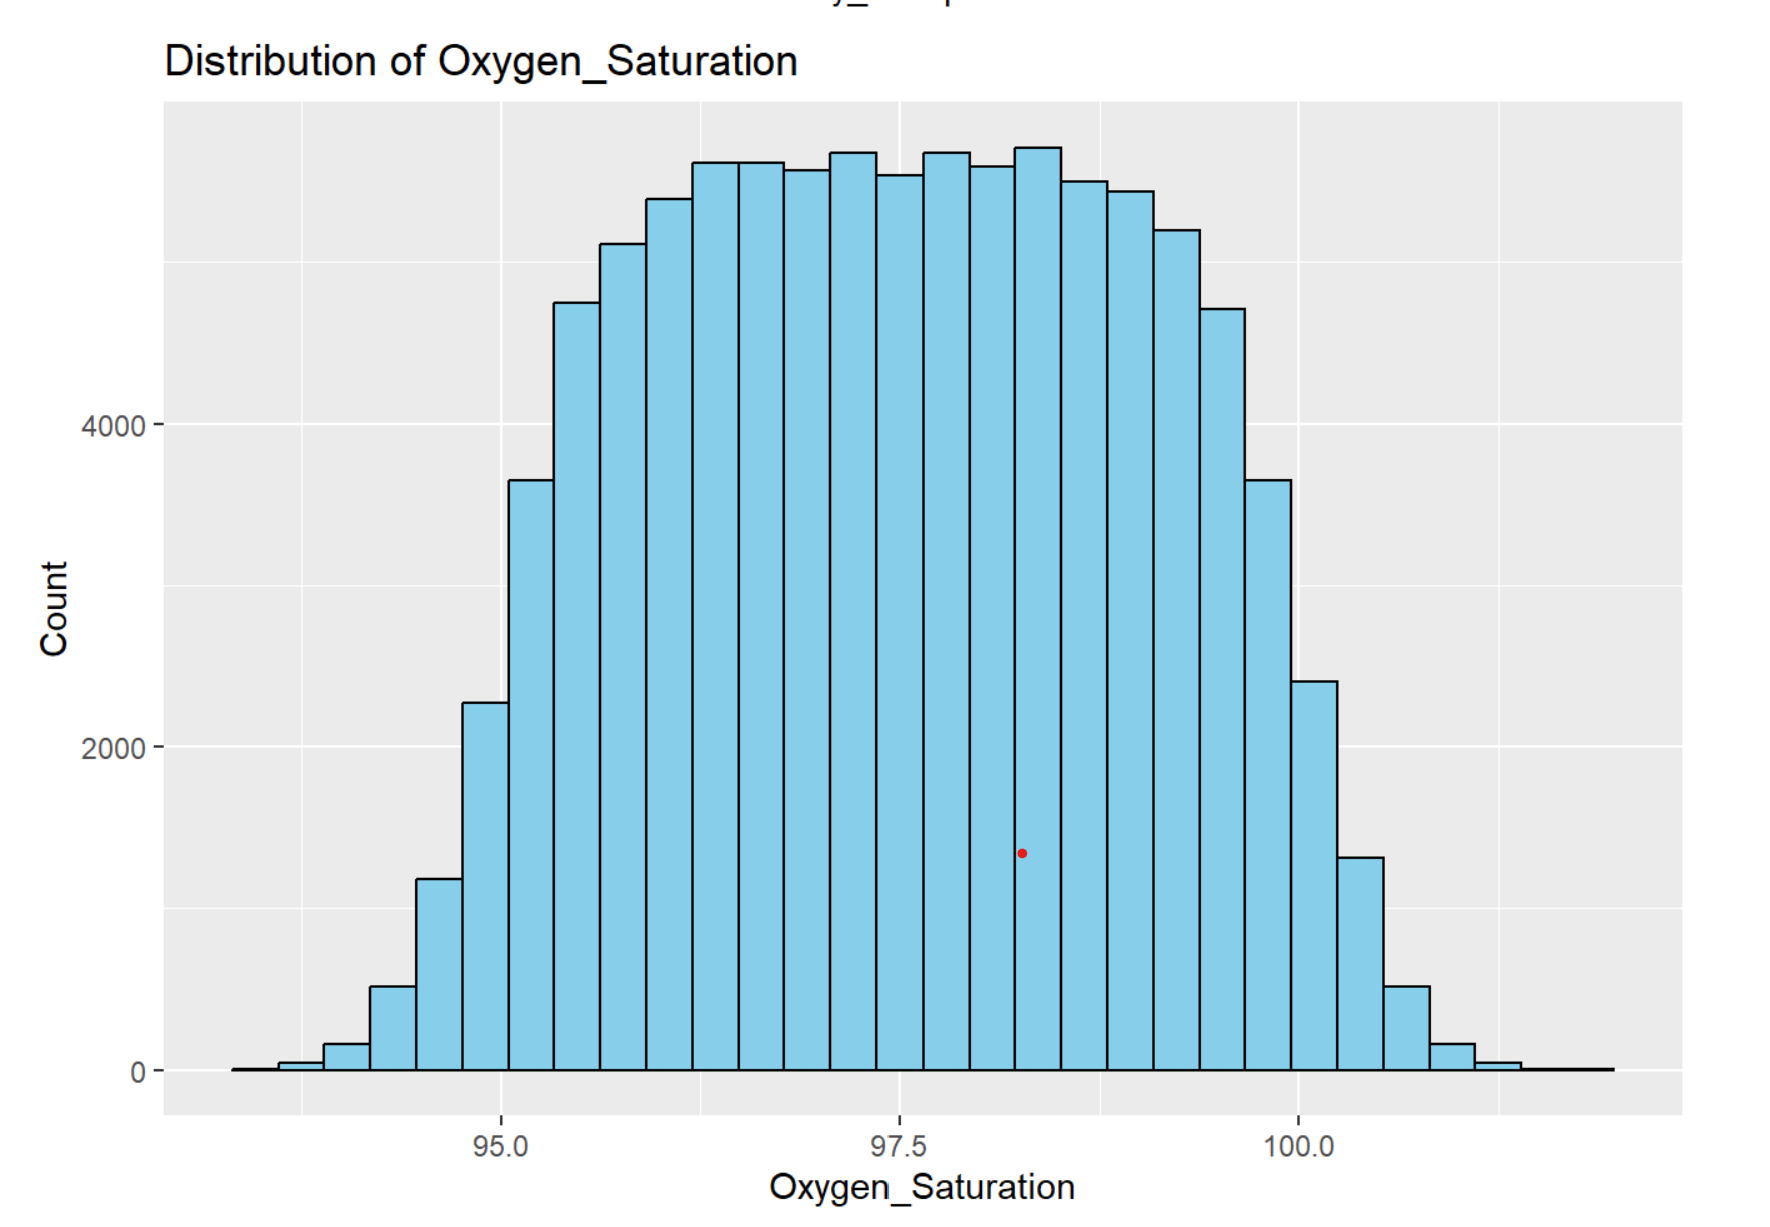 Distribution of Oxygen_Saturation
4000
2000
0
Count
95.0 97.5 100.0
Oxygen_Saturation